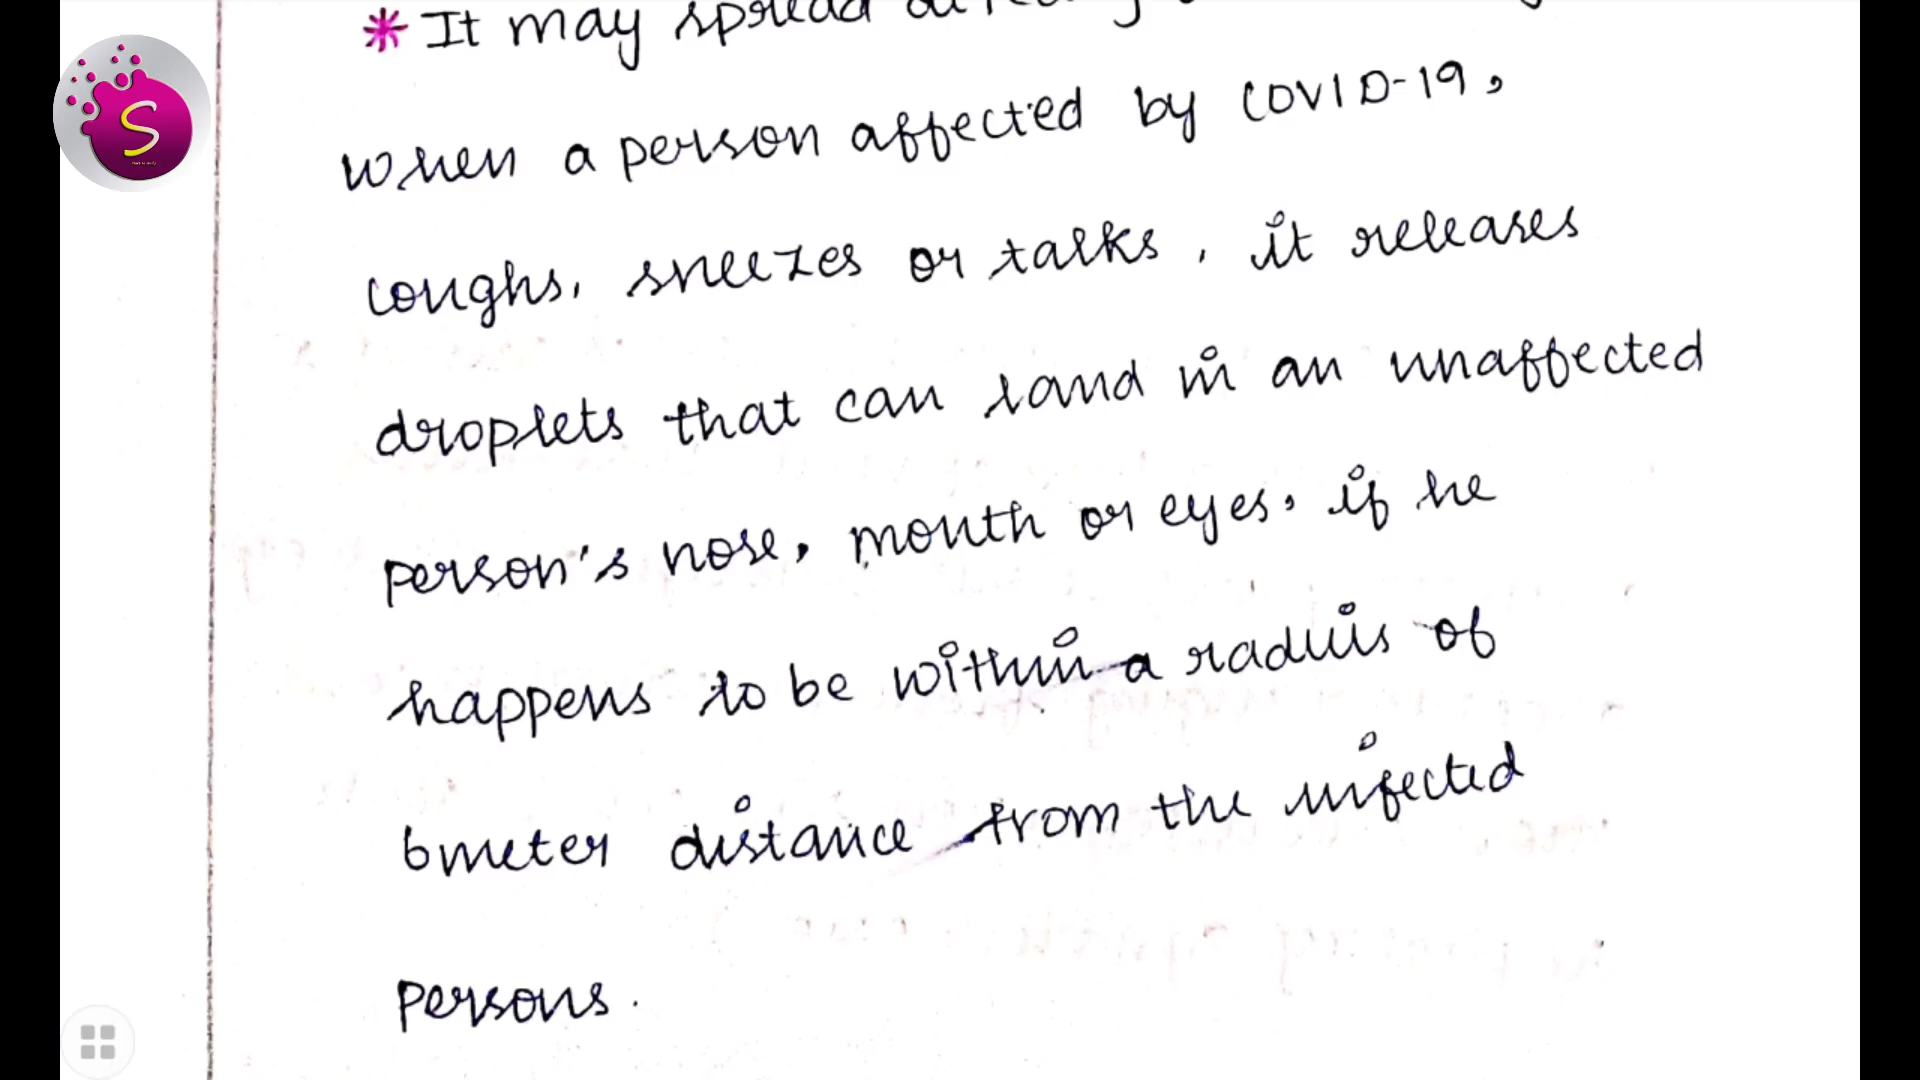 * It may spread
when a person affected by COVID-19,
coughs, sneezes or talks, it releases
droplets that can land in an unaffected
person's nose, mouth or eyes, if he
happens to be within a radius of
6meter distance from the infected
persons.
S